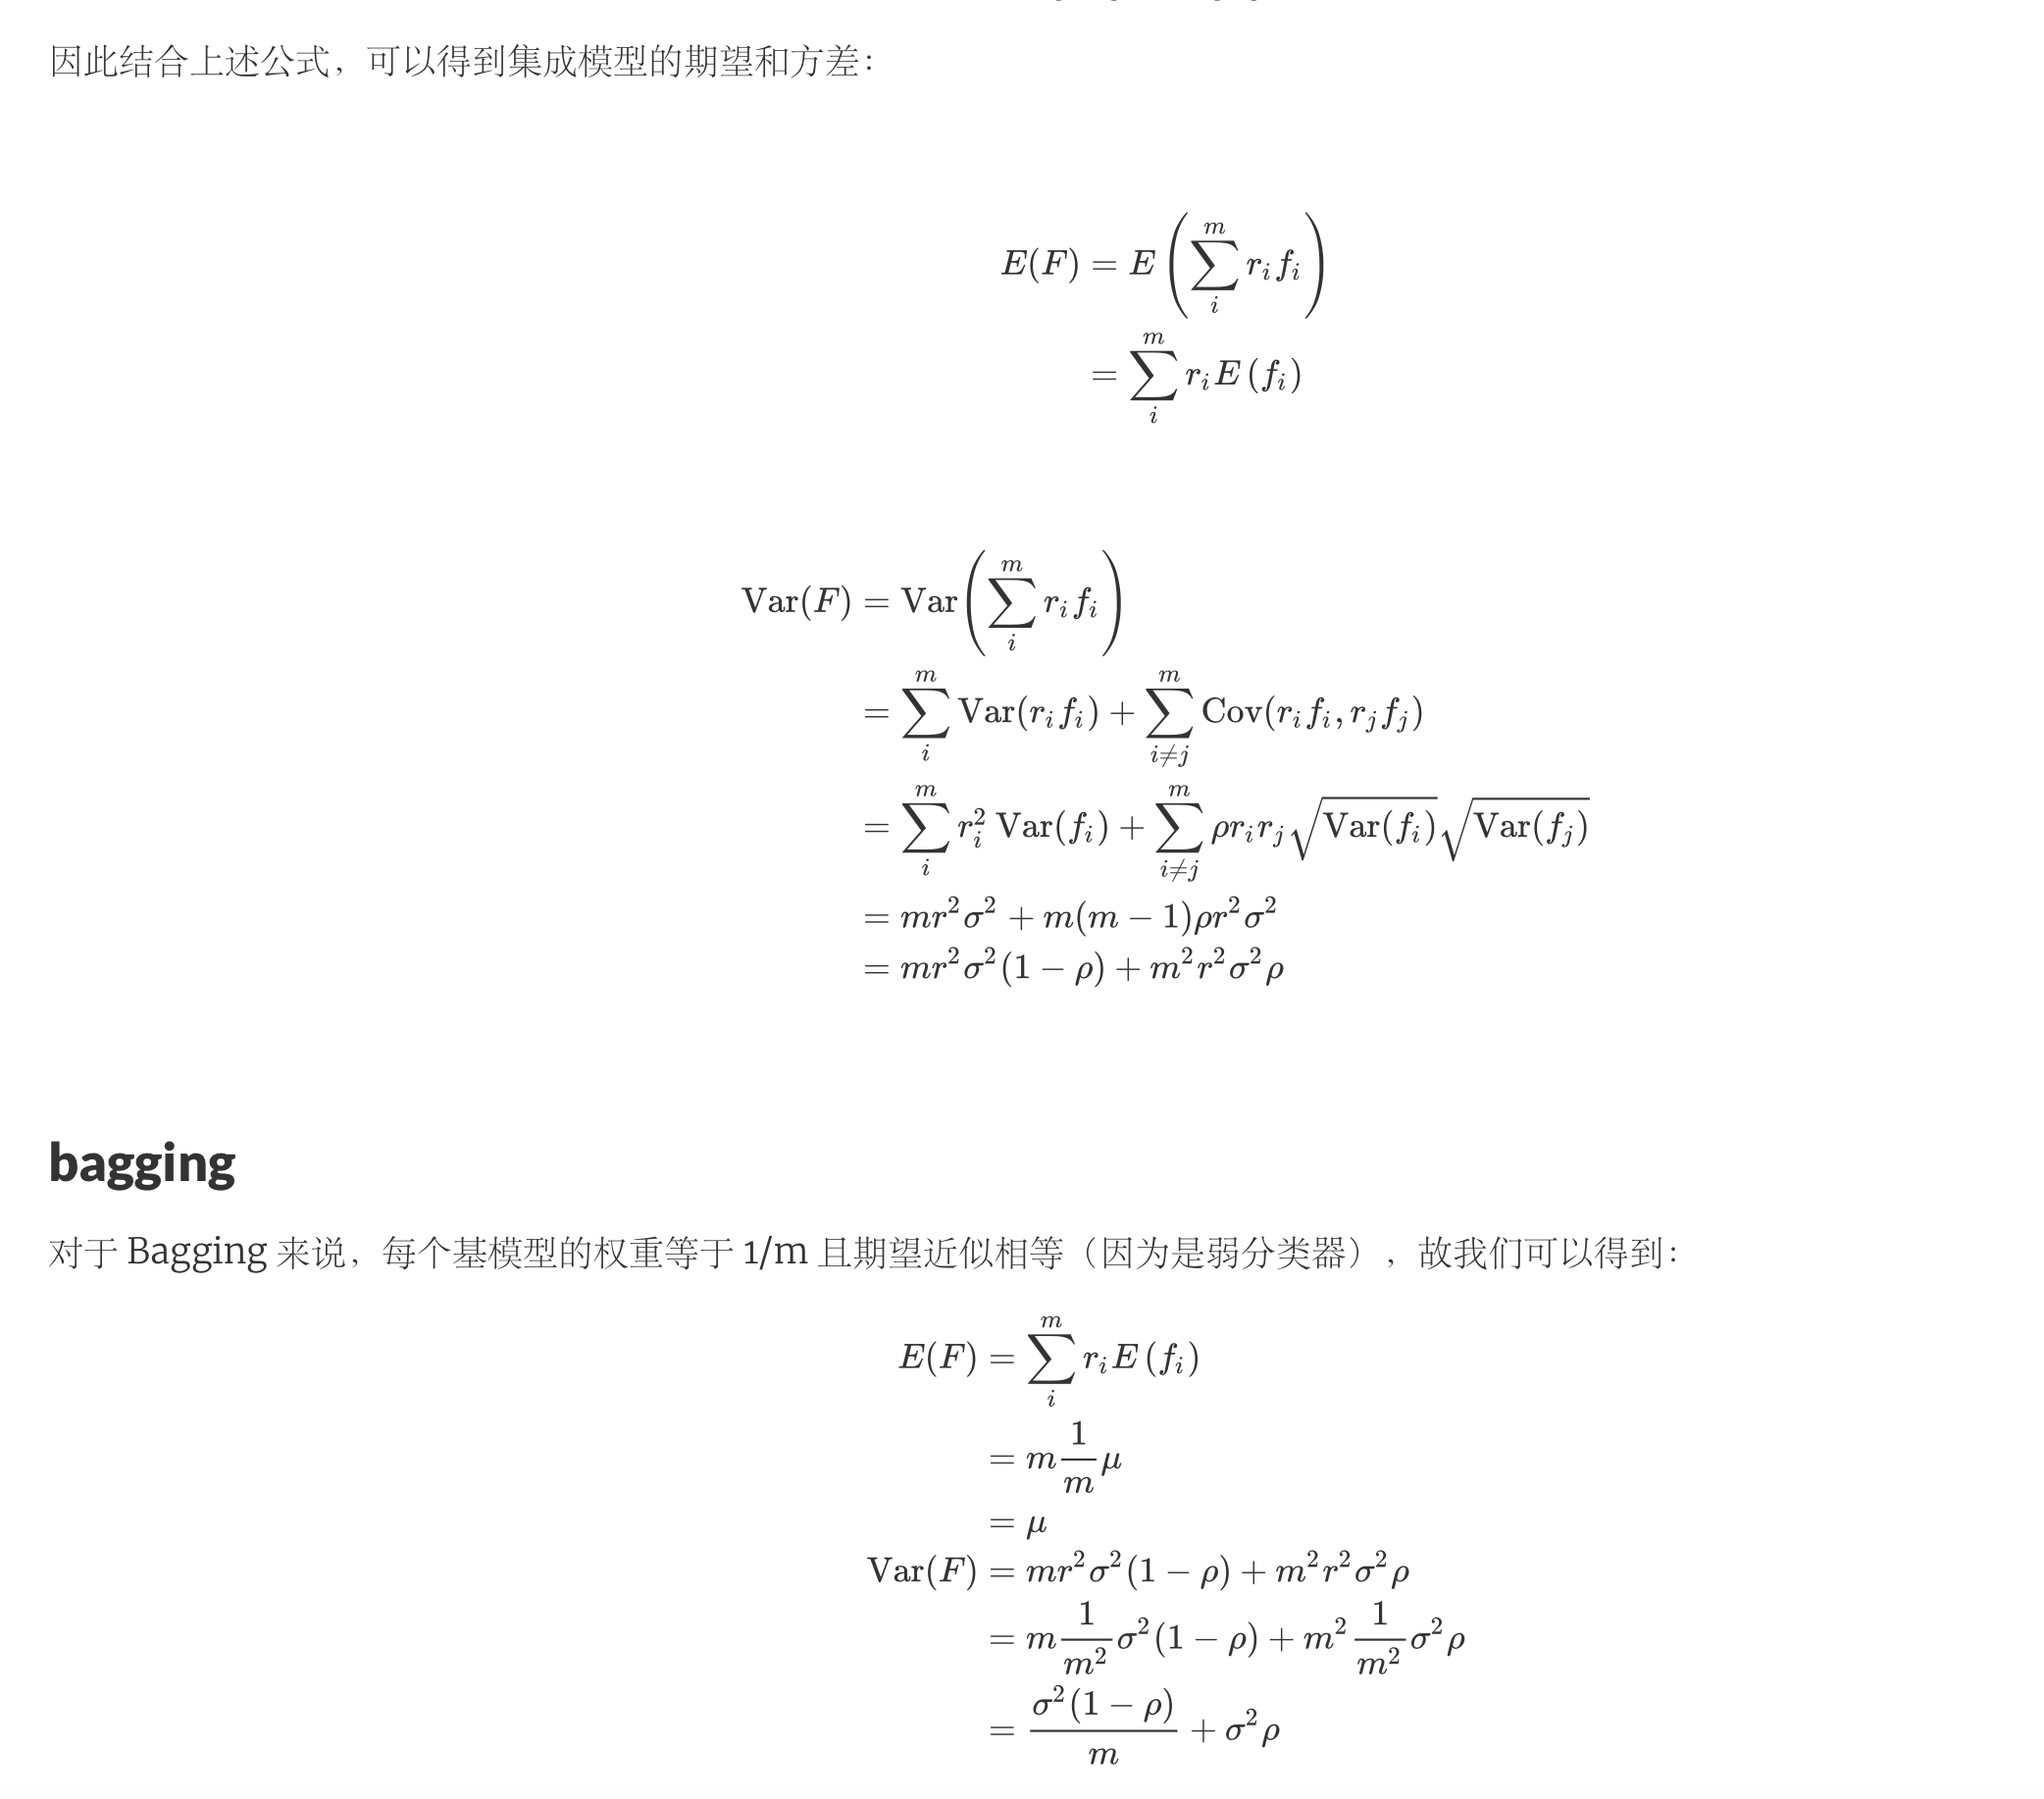 因此结合上述公式，可以得到集成模型的期望和方差：
E(F) = E\left(\sum_{i}^{m} r_i f_i\right)
= \sum_{i}^{m} r_i E(f_i)
Var(F) = Var\left(\sum_{i}^{m} r_i f_i\right)
= \sum_{i}^{m} Var(r_i f_i) + \sum_{i \neq j}^{m} Cov(r_i f_i, r_j f_j)
= \sum_{i}^{m} r_i^2 Var(f_i) + \sum_{i \neq j}^{m} \rho r_i r_j \sqrt{Var(f_i)} \sqrt{Var(f_j)}
= mr^2\sigma^2 + m(m - 1)\rho r^2\sigma^2
= mr^2\sigma^2(1 - \rho) + m^2r^2\sigma^2\rho
bagging
对于 Bagging 来说，每个基模型的权重等于 1/m 且期望近似相等（因为是弱分类器），故我们可以得到：
E(F) = \sum_{i}^{m} r_i E(f_i)
= m\frac{1}{m}\mu
= \mu
Var(F) = mr^2\sigma^2(1 - \rho) + m^2r^2\sigma^2\rho
= m\frac{1}{m^2}\sigma^2(1 - \rho) + m^2\frac{1}{m^2}\sigma^2\rho
= \frac{\sigma^2(1 - \rho)}{m} + \sigma^2\rho